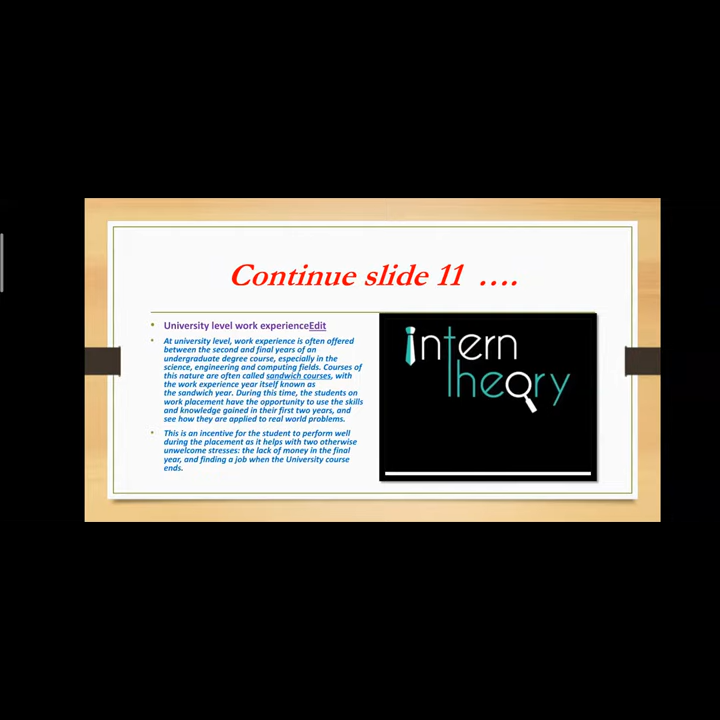 Continue slide 11 ....
University level work experienceEdit
At university level, work experience is often offered
between the second and final years of an
undergraduate degree course, especially in the
science, engineering and computing fields. Courses of
this nature are often called sandwich courses, with
the work experience year itself known as
the sandwich year. During this time, the students on
work placement have the opportunity to use the skills
and knowledge gained in their first two years, and
see how they are applied to real world problems.
This is an incentive for the student to perform well
during the placement as it helps with two otherwise
unwelcome stresses: the lack of money in the final
year, and finding a job when the University course
ends.
intern
theory